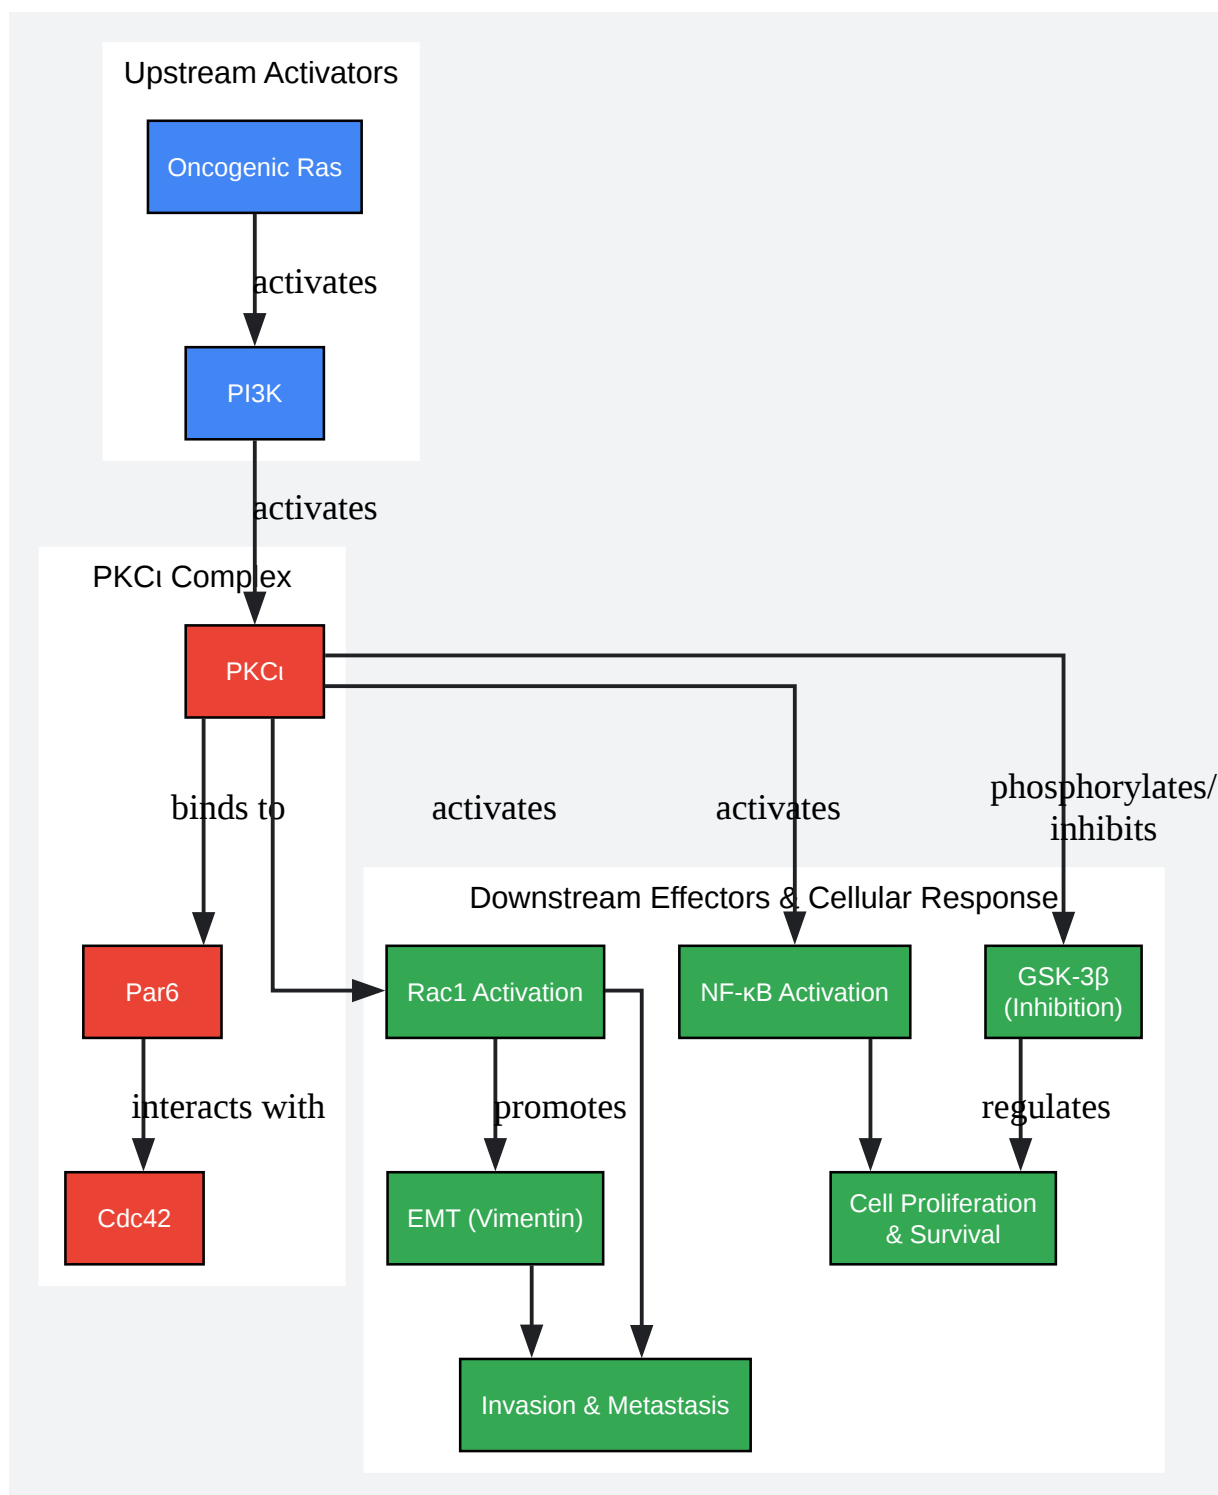 Upstream Activators
Oncogenic Ras
activates
PI3K
activates
PKCι Complex
PKCι
binds to
activates
activates
phosphorylates/
inhibits
Downstream Effectors & Cellular Response
Par6
Rac1 Activation
NF-κB Activation
GSK-3β
(Inhibition)
interacts with
promotes
regulates
Cdc42
EMT (Vimentin)
Cell Proliferation
& Survival
Invasion & Metastasis